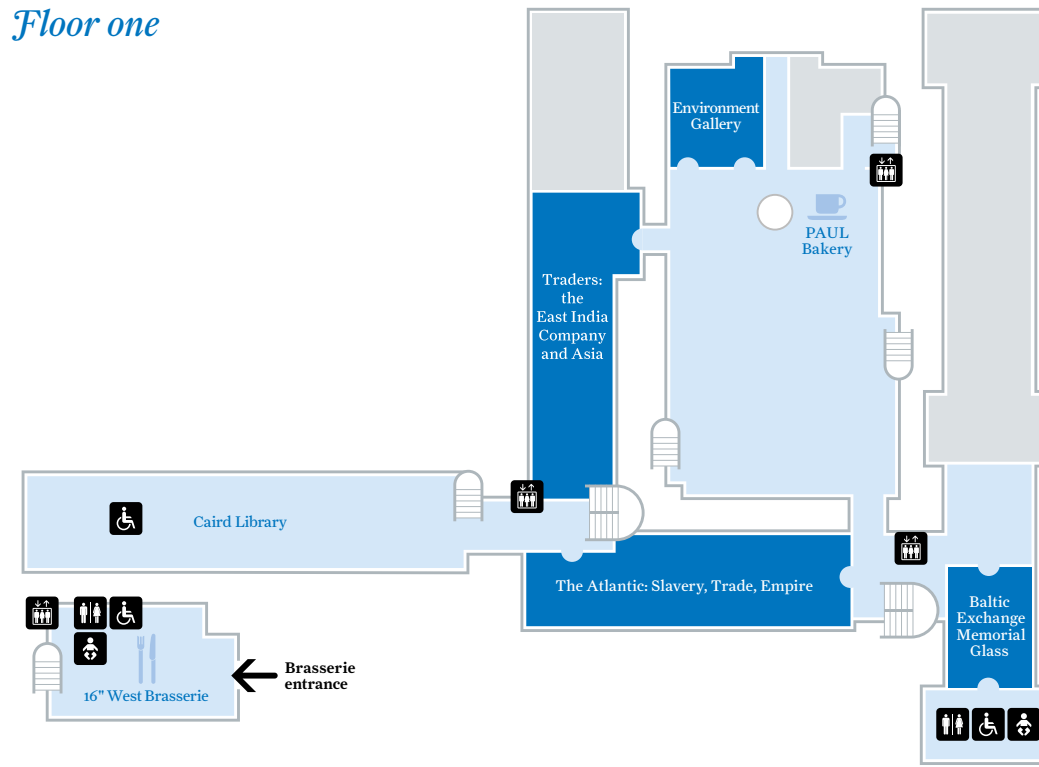 Floor one
Environment
Gallery
PAUL
Bakery
Traders:
the
East India
Company
and Asia
Caird Library
The Atlantic: Slavery, Trade, Empire
Baltic
Exchange
Memorial
Glass
16” West Brasserie
Brasserie
entrance